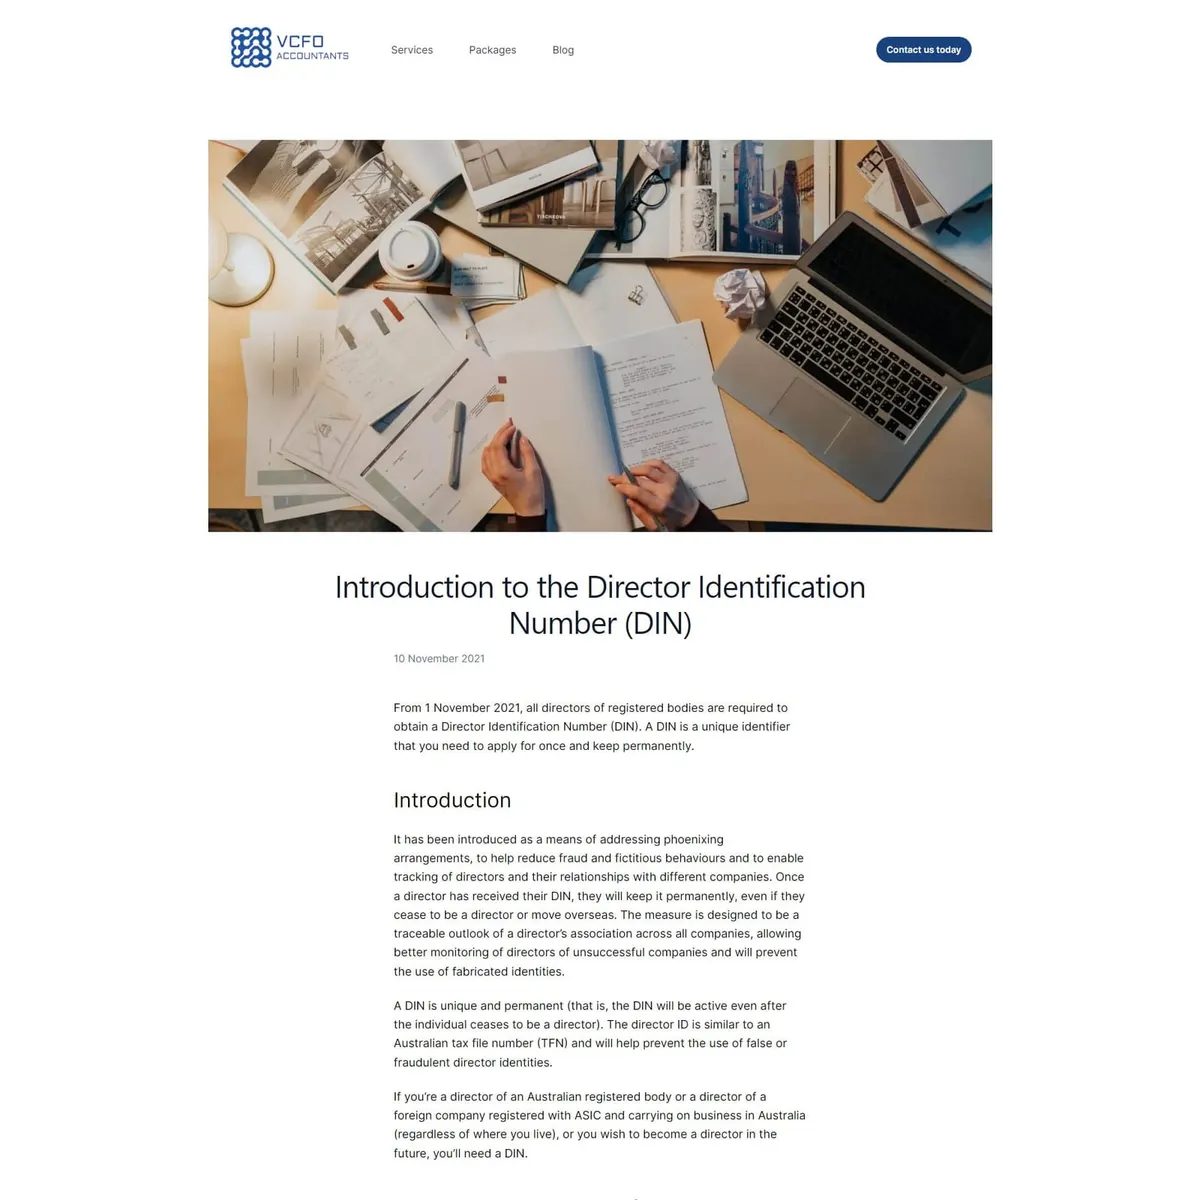 VCFO
ACCOUNTANTS
Services
Packages
Blog
Contact us today
Introduction to the Director Identification
Number (DIN)
10 November 2021
From 1 November 2021, all directors of registered bodies are required to
obtain a Director Identification Number (DIN). A DIN is a unique identifier
that you need to apply for once and keep permanently.
Introduction
It has been introduced as a means of addressing phoenixing
arrangements, to help reduce fraud and fictitious behaviours and to enable
tracking of directors and their relationships with different companies. Once
a director has received their DIN, they will keep it permanently, even if they
cease to be a director or move overseas. The measure is designed to be a
traceable outlook of a director’s association across all companies, allowing
better monitoring of directors of unsuccessful companies and will prevent
the use of fabricated identities.
A DIN is unique and permanent (that is, the DIN will be active even after
the individual ceases to be a director). The director ID is similar to an
Australian tax file number (TFN) and will help prevent the use of false or
fraudulent director identities.
If you’re a director of an Australian registered body or a director of a
foreign company registered with ASIC and carrying on business in Australia
(regardless of where you live), or you wish to become a director in the
future, you’ll need a DIN.